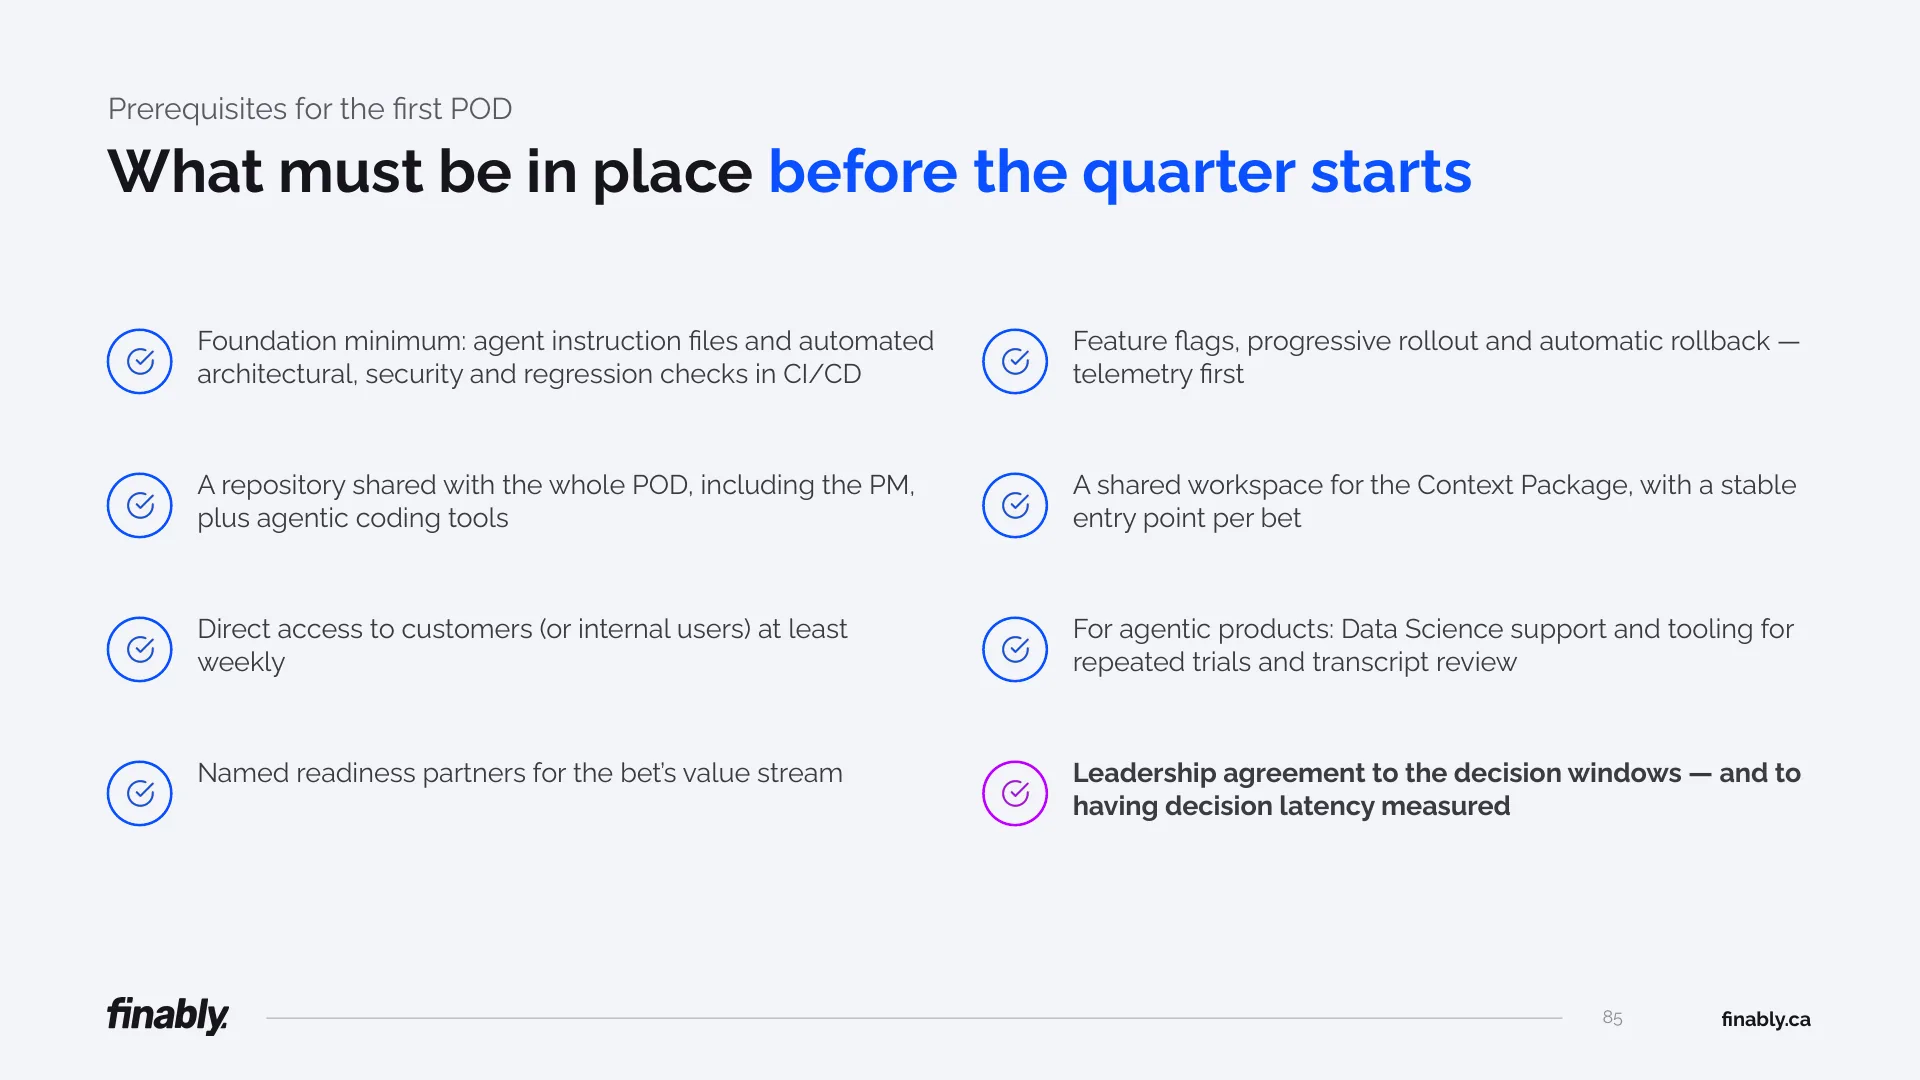 Prerequisites for the first POD
What must be in place before the quarter starts
Foundation minimum: agent instruction files and automated
architectural, security and regression checks in CI/CD
A repository shared with the whole POD, including the PM,
plus agentic coding tools
Direct access to customers (or internal users) at least
weekly
Named readiness partners for the bet’s value stream
Feature flags, progressive rollout and automatic rollback —
telemetry first
A shared workspace for the Context Package, with a stable
entry point per bet
For agentic products: Data Science support and tooling for
repeated trials and transcript review
Leadership agreement to the decision windows — and to
having decision latency measured
finably.
85
finably.ca